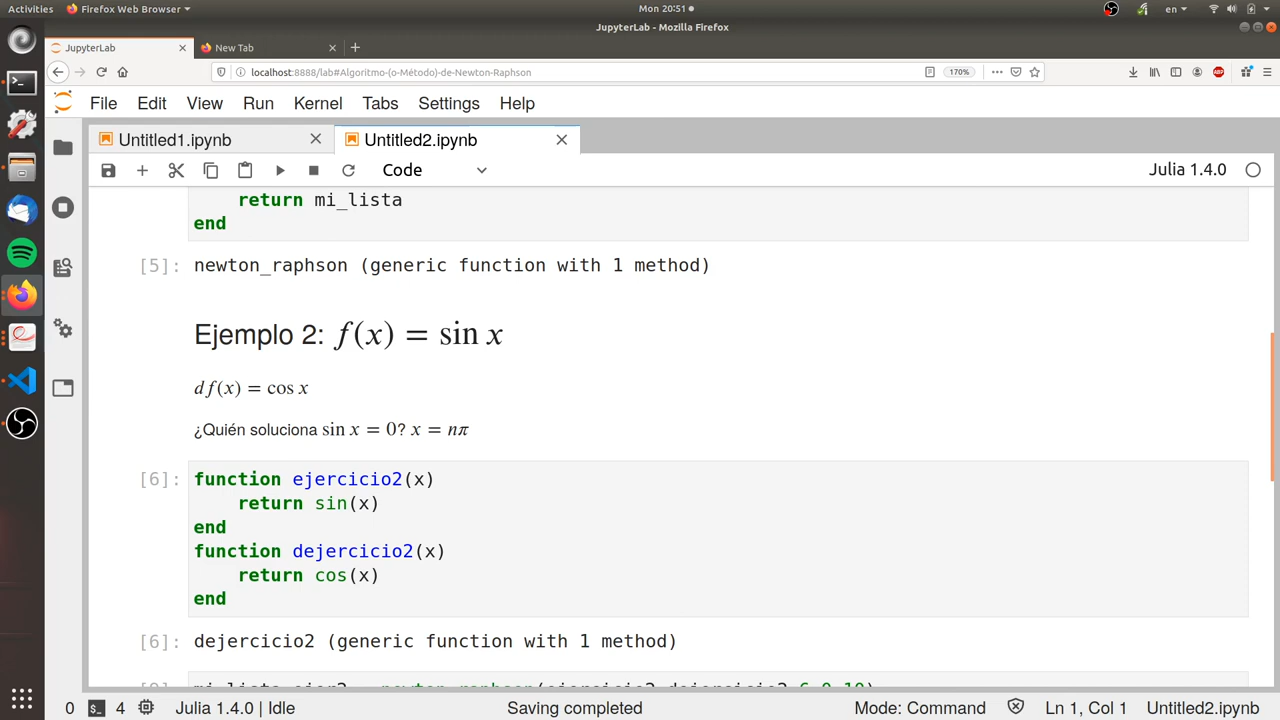 Activities Firefox Web Browser Mon 20:51 en
JupyterLab - Mozilla Firefox
JupyterLab New Tab
localhost:8888/lab#Algoritmo-(o-Método)-de-Newton-Raphson 170% ABP
File Edit View Run Kernel Tabs Settings Help
Untitled1.ipynb Untitled2.ipynb
Code Julia 1.4.0
return mi_lista
end
[5]: newton_raphson (generic function with 1 method)
Ejemplo 2: f(x) = sin x
df(x) = cos x
¿Quién soluciona sin x = 0? x = nπ
[6]: function ejercicio2(x)
return sin(x)
end
function dejercicio2(x)
return cos(x)
end
[6]: dejercicio2 (generic function with 1 method)
0 4 Julia 1.4.0 | Idle Saving completed Mode: Command Ln 1, Col 1 Untitled2.ipynb